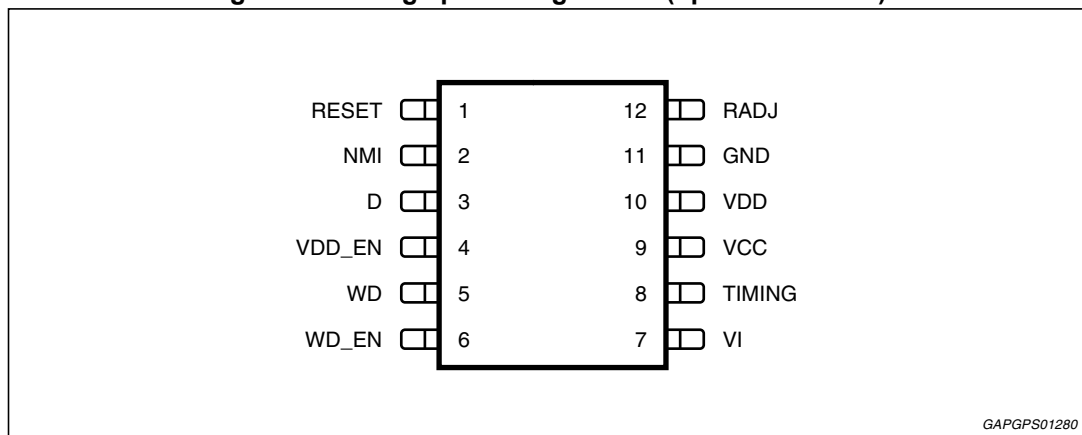 RESET 1 12 RADJ
NMI 2 11 GND
D 3 10 VDD
VDD_EN 4 9 VCC
WD 5 8 TIMING
WD_EN 6 7 VI
GAPGPS01280